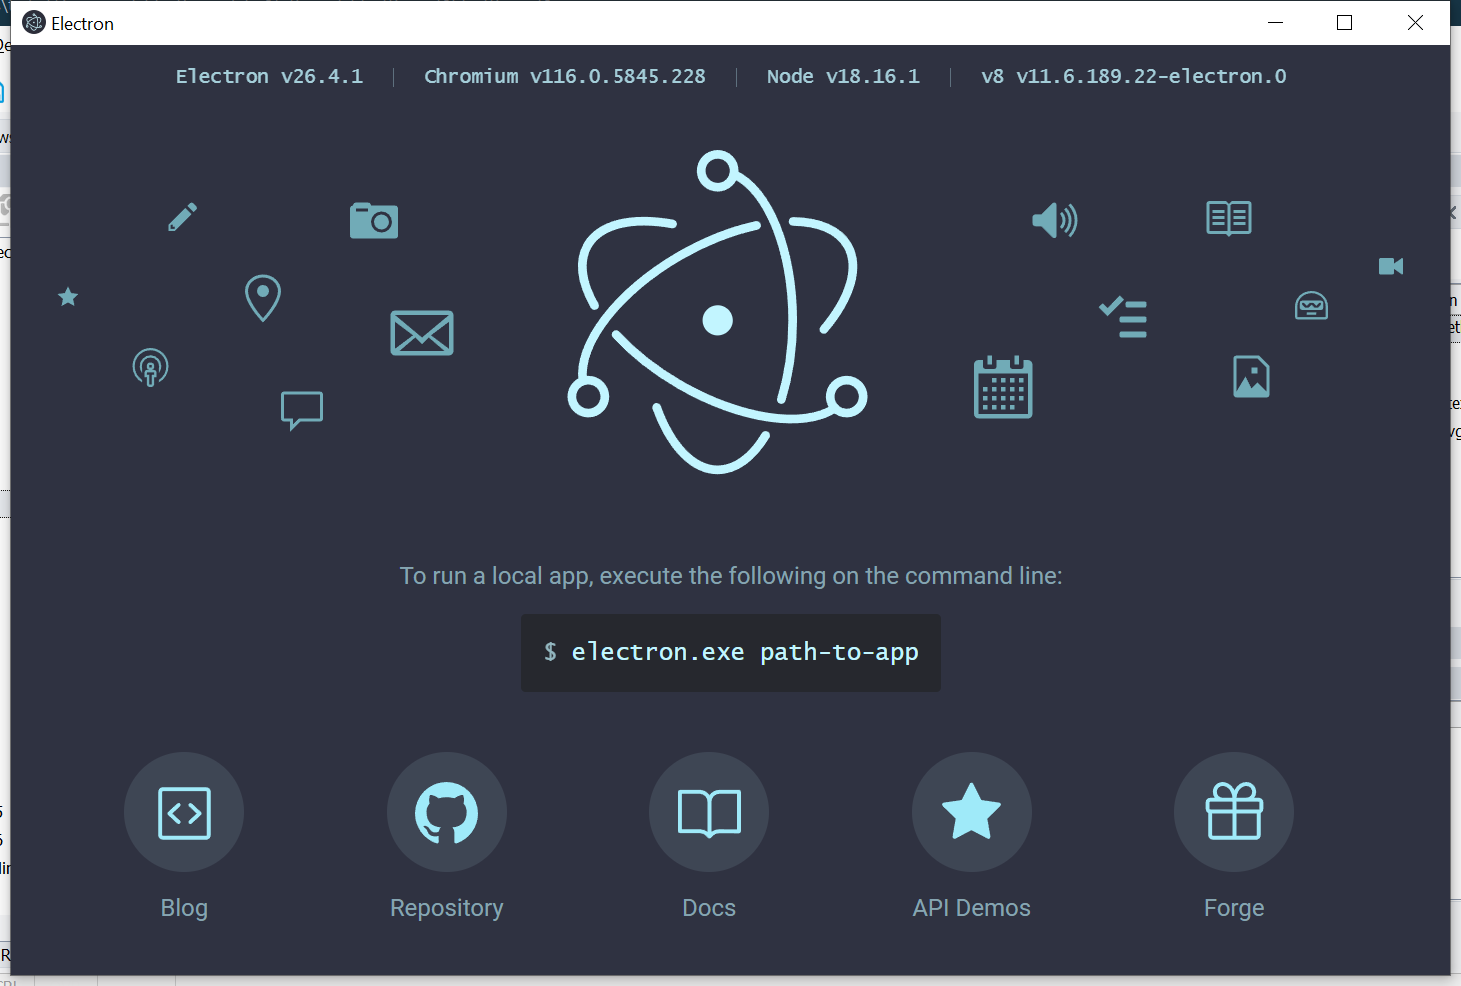 Electron
Electron v26.4.1 | Chromium v116.0.5845.228 | Node v18.16.1 | v8 v11.6.189.22-electron.0
To run a local app, execute the following on the command line:
$ electron.exe path-to-app
Blog Repository Docs API Demos Forge